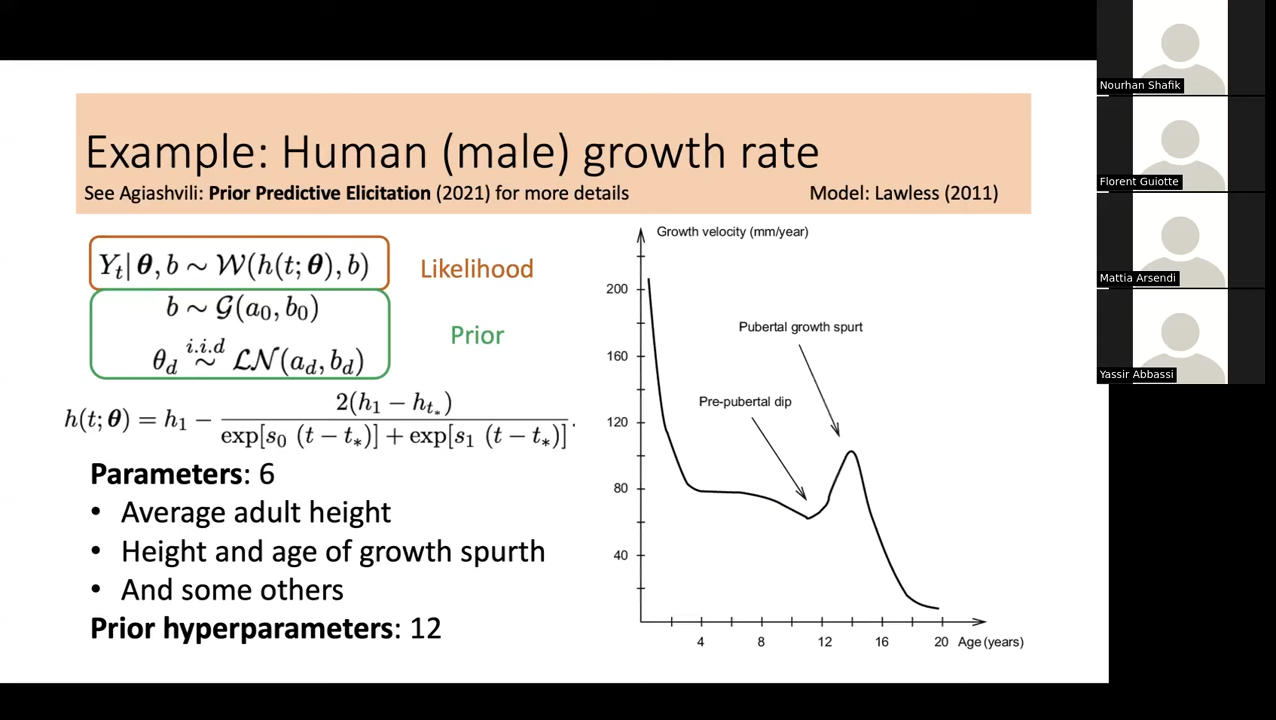 Example: Human (male) growth rate
See Agiashvili: Prior Predictive Elicitation (2021) for more details
Model: Lawless (2011)
Y_t| θ, b ∼ 𝒲(h(t; θ), b)
Likelihood
b ∼ 𝒢(a_0, b_0)
θ_d i.i.d ∼ ℒ𝒩(a_d, b_d)
Prior
h(t; θ) = h_1 − 2(h_1 − h_{t_*}) / exp[s_0 (t − t_*)] + exp[s_1 (t − t_*)] .
Parameters: 6
• Average adult height
• Height and age of growth spurth
• And some others
Prior hyperparameters: 12
Growth velocity (mm/year)
200
160
120
80
40
Pubertal growth spurt
Pre-pubertal dip
4 8 12 16 20 Age (years)
Nourhan Shafik
Florent Guiotte
Mattia Arsendi
Yassir Abbassi